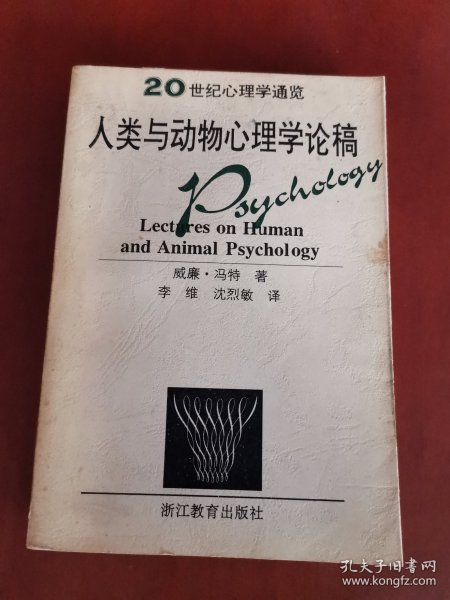 20世纪心理学通览
人类与动物心理学论稿
Psychology
Lectures on Human
and Animal Psychology
威廉·冯特 著
李 维 沈烈敏 译
浙江教育出版社
孔夫子旧书网
www.kongfz.com